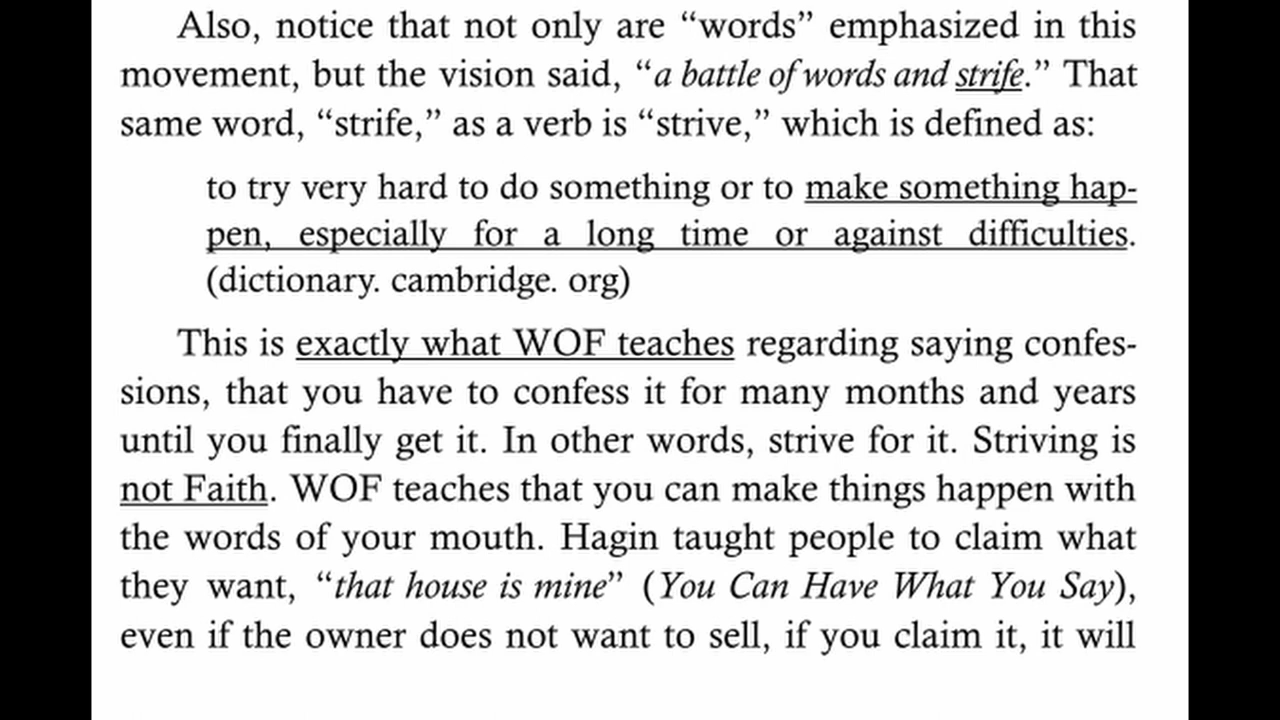 Also, notice that not only are “words” emphasized in this
movement, but the vision said, “a battle of words and strife.” That
same word, “strife,” as a verb is “strive,” which is defined as:
to try very hard to do something or to make something hap-
pen, especially for a long time or against difficulties.
(dictionary. cambridge. org)
This is exactly what WOF teaches regarding saying confes-
sions, that you have to confess it for many months and years
until you finally get it. In other words, strive for it. Striving is
not Faith. WOF teaches that you can make things happen with
the words of your mouth. Hagin taught people to claim what
they want, “that house is mine” (You Can Have What You Say),
even if the owner does not want to sell, if you claim it, it will